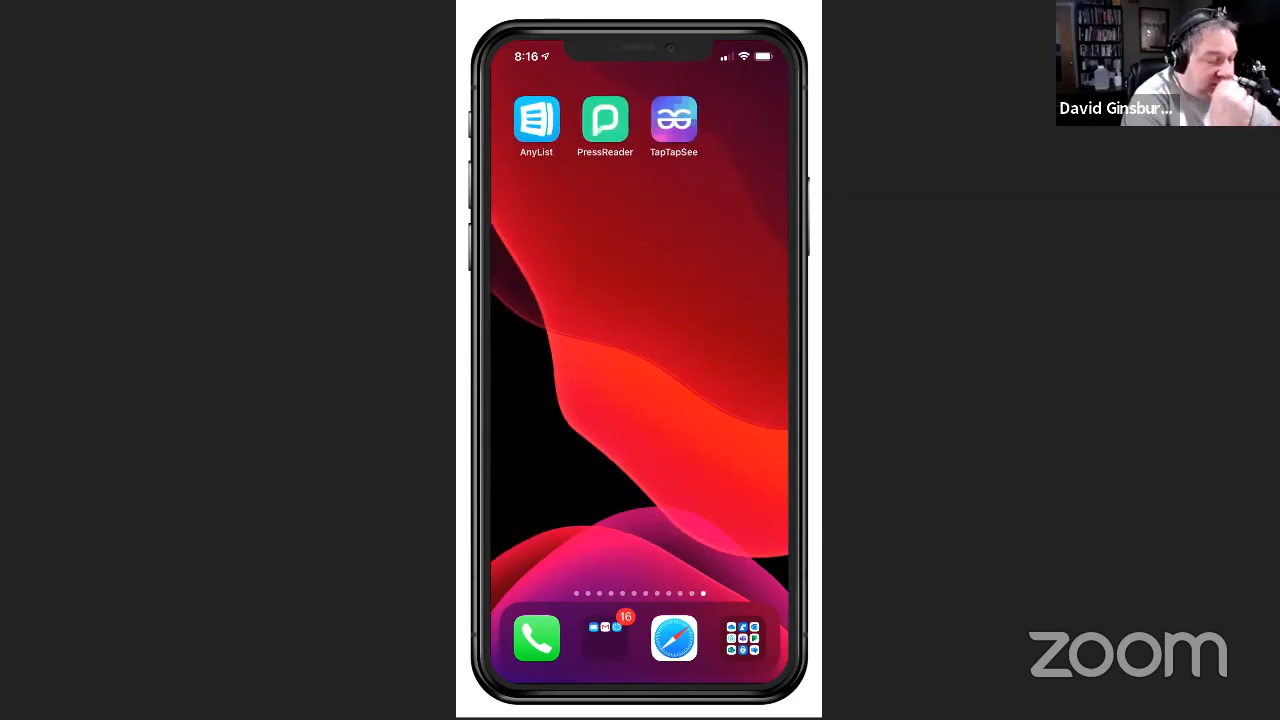 8:16
David Ginsbur...
AnyList
PressReader
TapTapSee
16
zoom